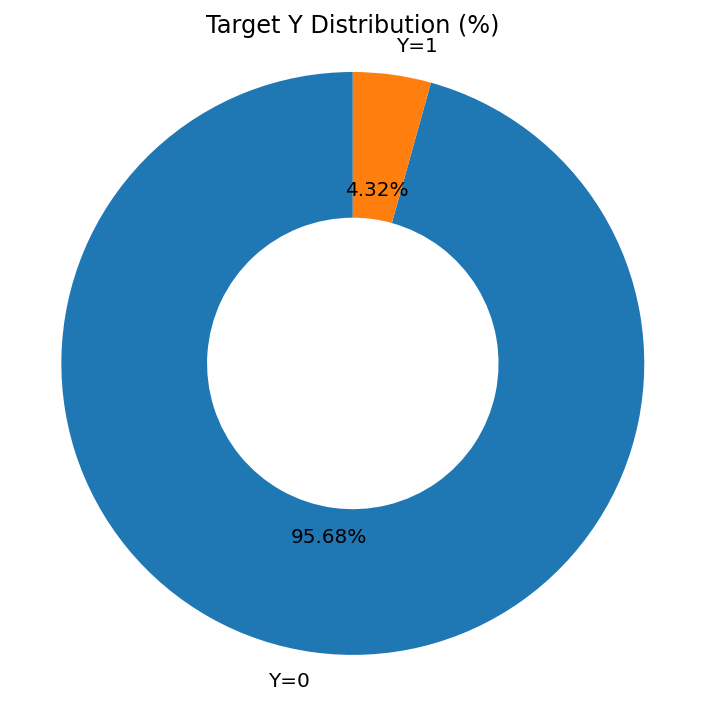 Target Y Distribution (%)
Y=1
4.32%
95.68%
Y=0